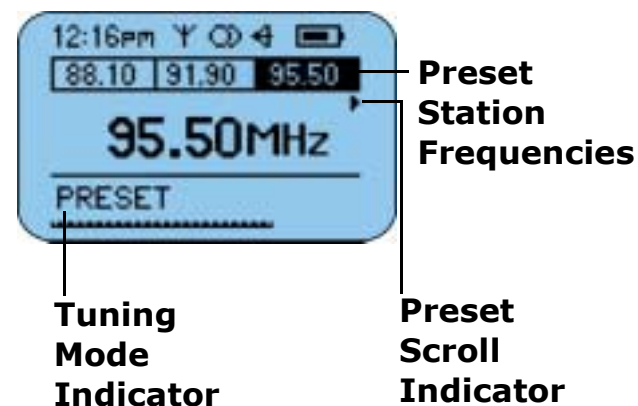 12:16PM
88.10 91.90 95.50
95.50MHz
PRESET
Preset
Station
Frequencies
Tuning
Mode
Indicator
Preset
Scroll
Indicator